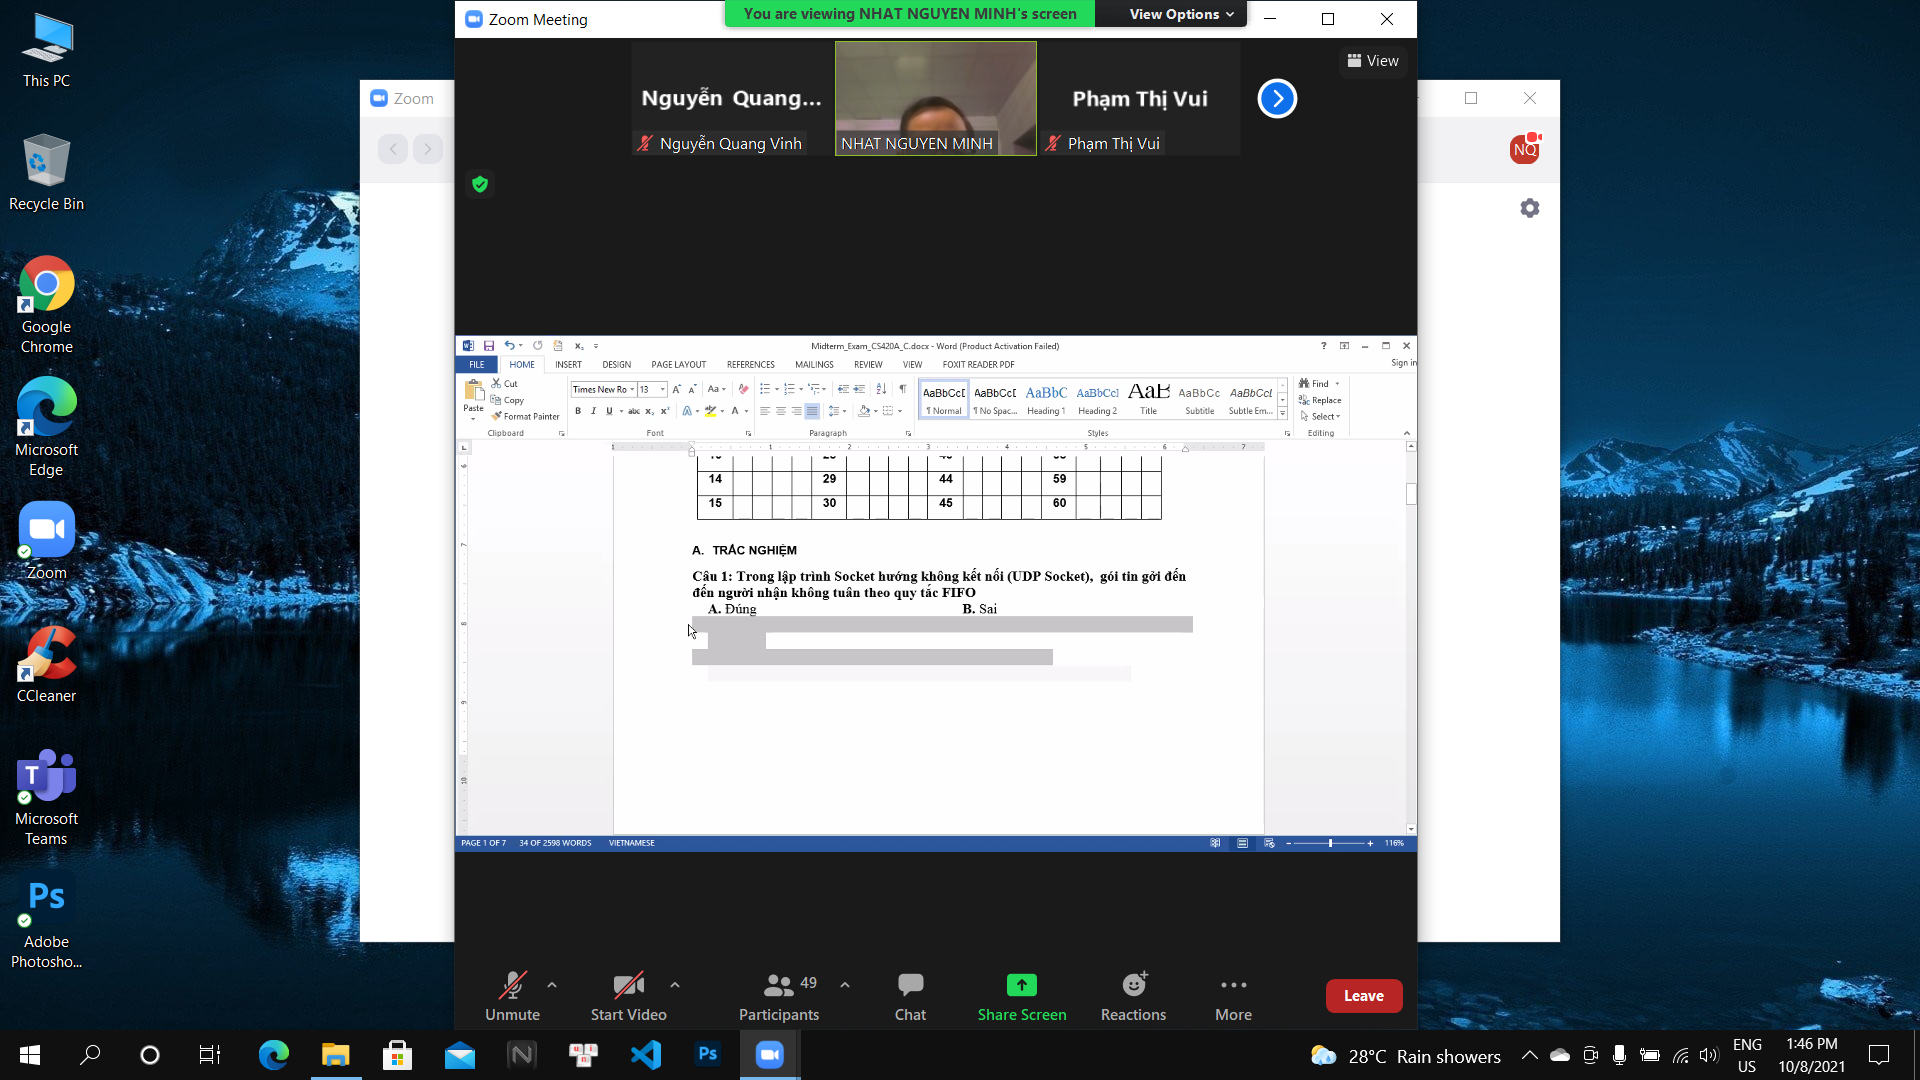 Zoom Meeting
You are viewing NHAT NGUYEN MINH's screen
View Options
This PC
Recycle Bin
Google
Chrome
Microsoft
Edge
Zoom
CCleaner
Microsoft
Teams
Adobe
Photosho...
Zoom
NQ
View
Nguyễn Quang...
Nguyễn Quang Vinh
NHAT NGUYEN MINH
Phạm Thị Vui
Phạm Thị Vui
Midterm_Exam_CS420A_C.docx - Word (Product Activation Failed)
Sign in
FILE HOME INSERT DESIGN PAGE LAYOUT REFERENCES MAILINGS REVIEW VIEW FOXIT READER PDF
Paste
Cut
Copy
Format Painter
Clipboard
Times New Ro 13
Font
Paragraph
AaBbCcI AaBbCcI AaBbC AaBbCcI AaB AaBbCc AaBbCcI
¶ Normal ¶ No Spac... Heading 1 Heading 2 Title Subtitle Subtle Em...
Styles
Find
Replace
Select
Editing
14 29 44 59
15 30 45 60
A. TRẮC NGHIỆM
Câu 1: Trong lập trình Socket hướng không kết nối (UDP Socket), gói tin gởi đến
đến người nhận không tuân theo quy tắc FIFO
A. Đúng B. Sai
PAGE 1 OF 7 34 OF 2598 WORDS VIETNAMESE
116%
Unmute
Start Video
49
Participants
Chat
Share Screen
Reactions
More
Leave
28°C Rain showers
ENG
US
1:46 PM
10/8/2021